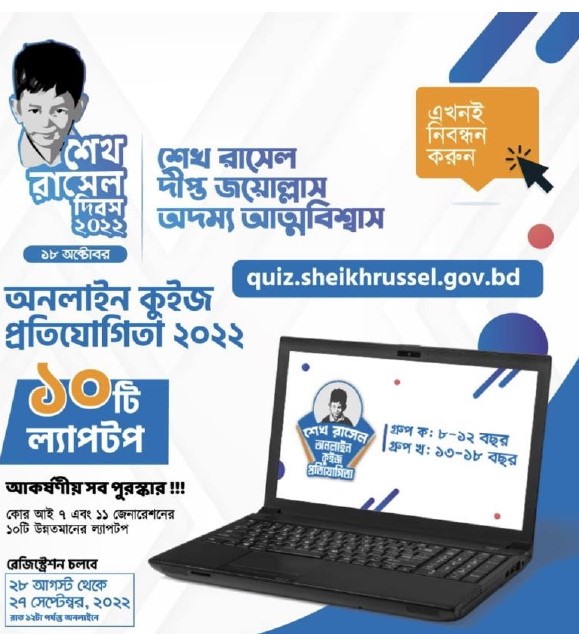 শেখ
রাসেল
দিবস
২০২২
১৮ অক্টোবর
শেখ রাসেল
দীপ্ত জয়োল্লাস
অদম্য আত্মবিশ্বাস
এখনই
নিবন্ধন
করুন
quiz.sheikhrussel.gov.bd
অনলাইন কুইজ
প্রতিযোগিতা ২০২২
১০টি
ল্যাপটপ
আকর্ষণীয় সব পুরস্কার !!!
কোর আই ৭ এবং ১১ জেনারেশনের
১০টি উন্নতমানের ল্যাপটপ
রেজিস্ট্রেশন চলবে
২৮ আগস্ট থেকে
২৭ সেপ্টেম্বর, ২০২২
রাত ১২টা পর্যন্ত অনলাইনে
শেখ রাসেল
অনলাইন
কুইজ
প্রতিযোগিতা
গ্রুপ ক: ৮-১২ বছর
গ্রুপ খ: ১৩-১৮ বছর